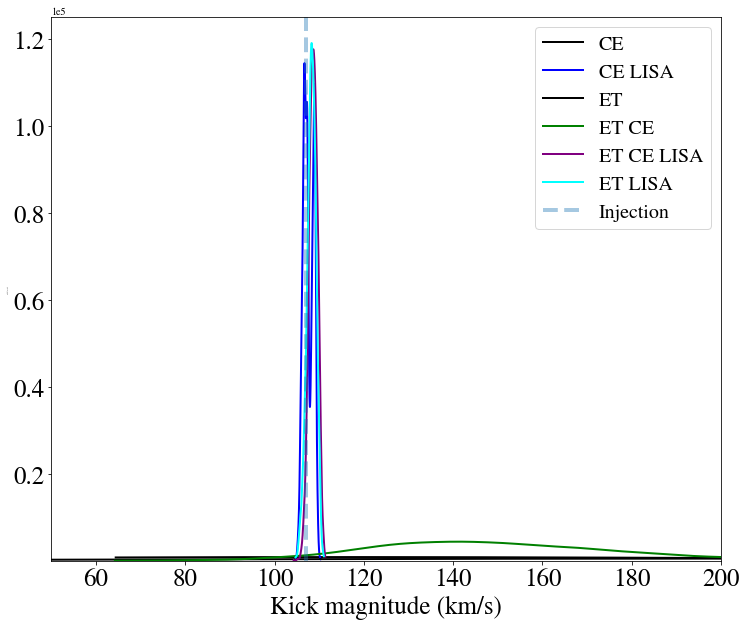 1e5
1.2
1.0
0.8
0.6
0.4
0.2
CE
CE LISA
ET
ET CE
ET CE LISA
ET LISA
Injection
60 80 100 120 140 160 180 200
Kick magnitude (km/s)